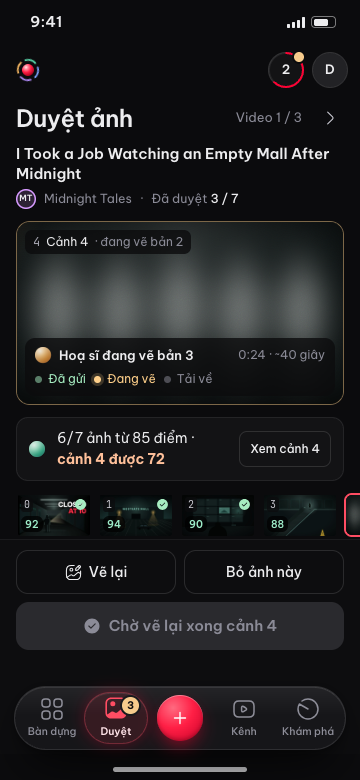 9:41
2
D
Duyệt ảnh
Video 1 / 3
I Took a Job Watching an Empty Mall After
Midnight
MT Midnight Tales · Đã duyệt 3 / 7
4 Cảnh 4 · đang vẽ bản 2
Hoạ sĩ đang vẽ bản 3 0:24 · ~40 giây
Đã gửi Đang vẽ Tải về
6/7 ảnh từ 85 điểm ·
cảnh 4 được 72
Xem cảnh 4
0 1 2 3
92 94 90 88
Vẽ lại Bỏ ảnh này
Chờ vẽ lại xong cảnh 4
3
Bàn dựng Duyệt Kênh Khám phá